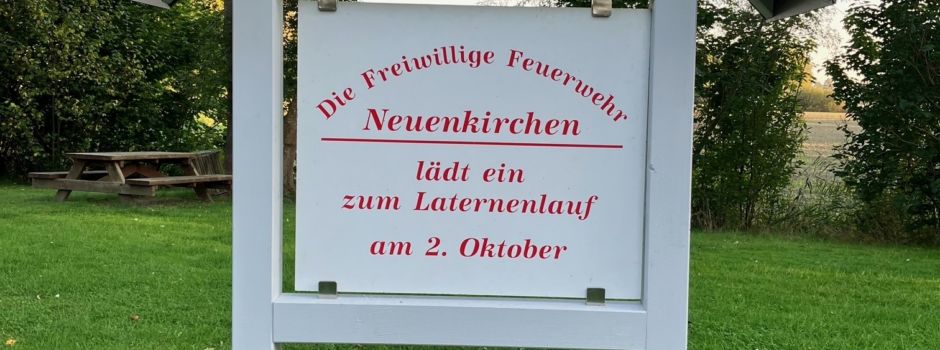 Die Freiwillige Feuerwehr
Neuenkirchen
lädt ein
zum Laternenlauf
am 2. Oktober